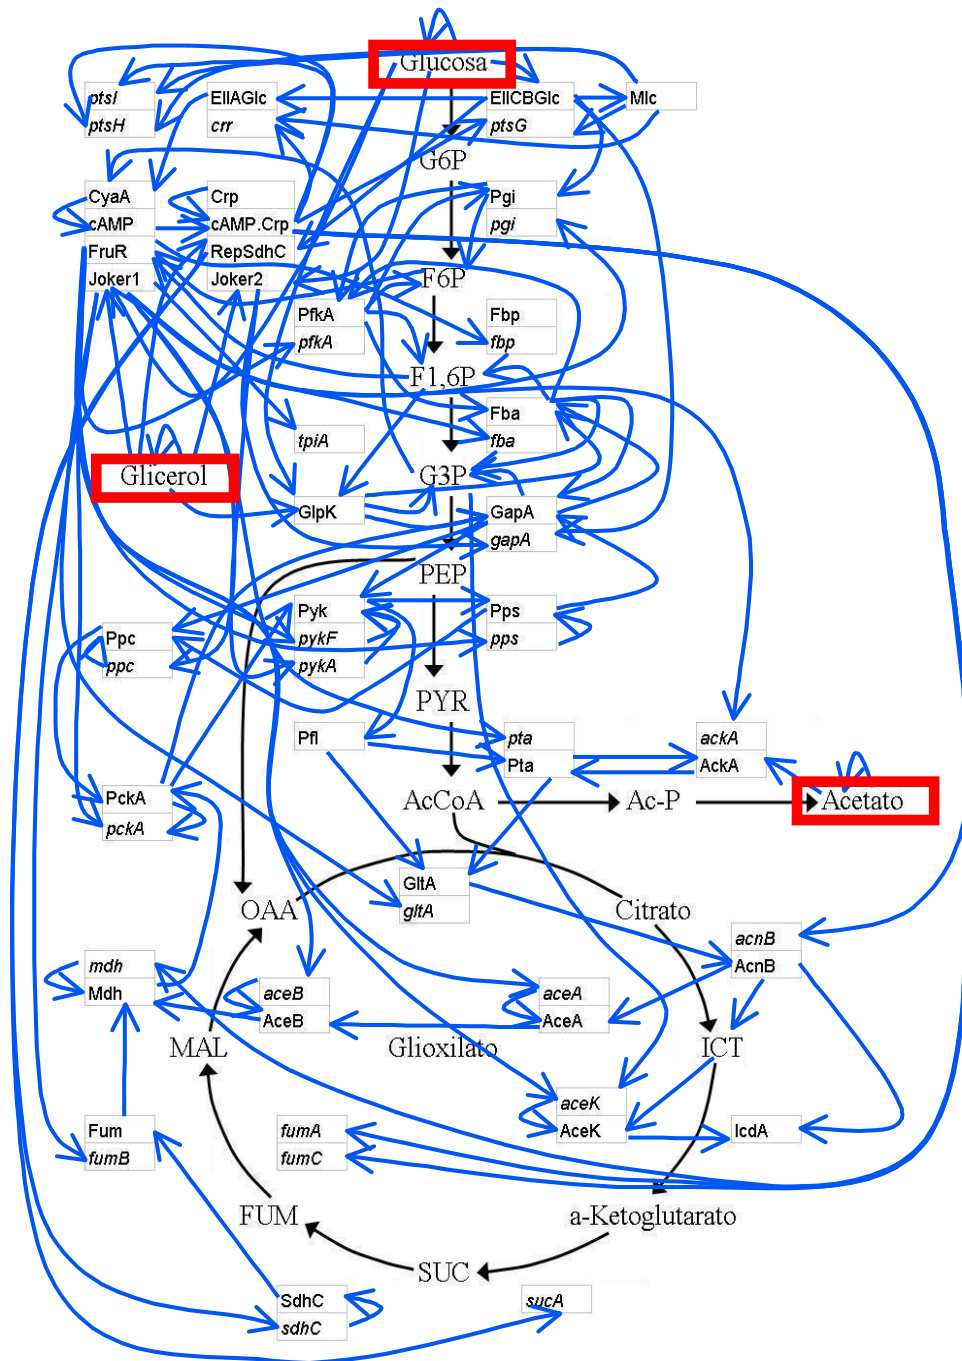 Glucosa
ptsI
ptsH
EIIAGlc
crr
EIICBGlc
ptsG
Mlc
G6P
CyaA
cAMP
FruR
Joker1
Crp
cAMP.Crp
RepSdhC
Joker2
Pgi
pgi
F6P
PfkA
pfkA
Fbp
fbp
F1,6P
Fba
fba
tpiA
Glicerol
G3P
GlpK
GapA
gapA
PEP
Pyk
pykF
pykA
Pps
pps
Ppc
ppc
PYR
Pfl
pta
Pta
ackA
AckA
PckA
pckA
AcCoA
Ac-P
Acetato
GltA
gltA
OAA
Citrato
acnB
AcnB
mdh
Mdh
aceB
AceB
aceA
AceA
MAL
Glioxilato
ICT
aceK
AceK
IcdA
Fum
fumB
fumA
fumC
FUM
a-Ketoglutarato
SUC
SdhC
sdhC
sucA